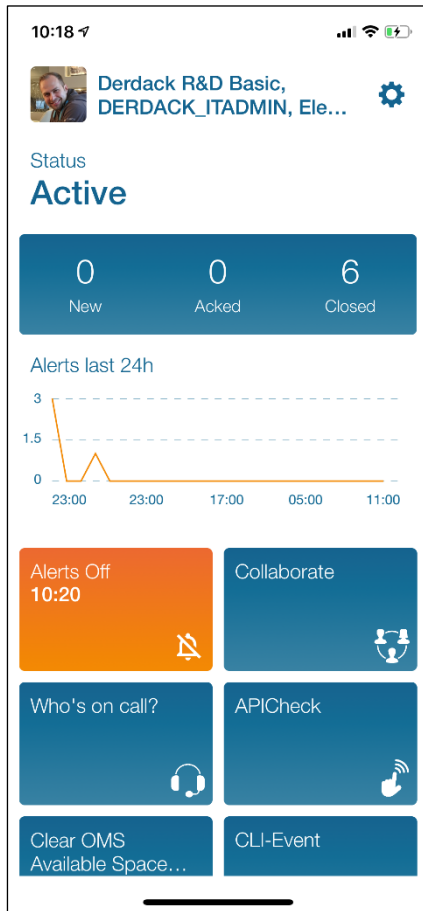 10:18
Derdack R&D Basic,
DERDACK_ITADMIN, Ele...
Status
Active
0 0 6
New Acked Closed
Alerts last 24h
3
1.5
0
23:00 23:00 17:00 05:00 11:00
Alerts Off
10:20
Collaborate
Who's on call?
APICheck
Clear OMS
Available Space...
CLI-Event